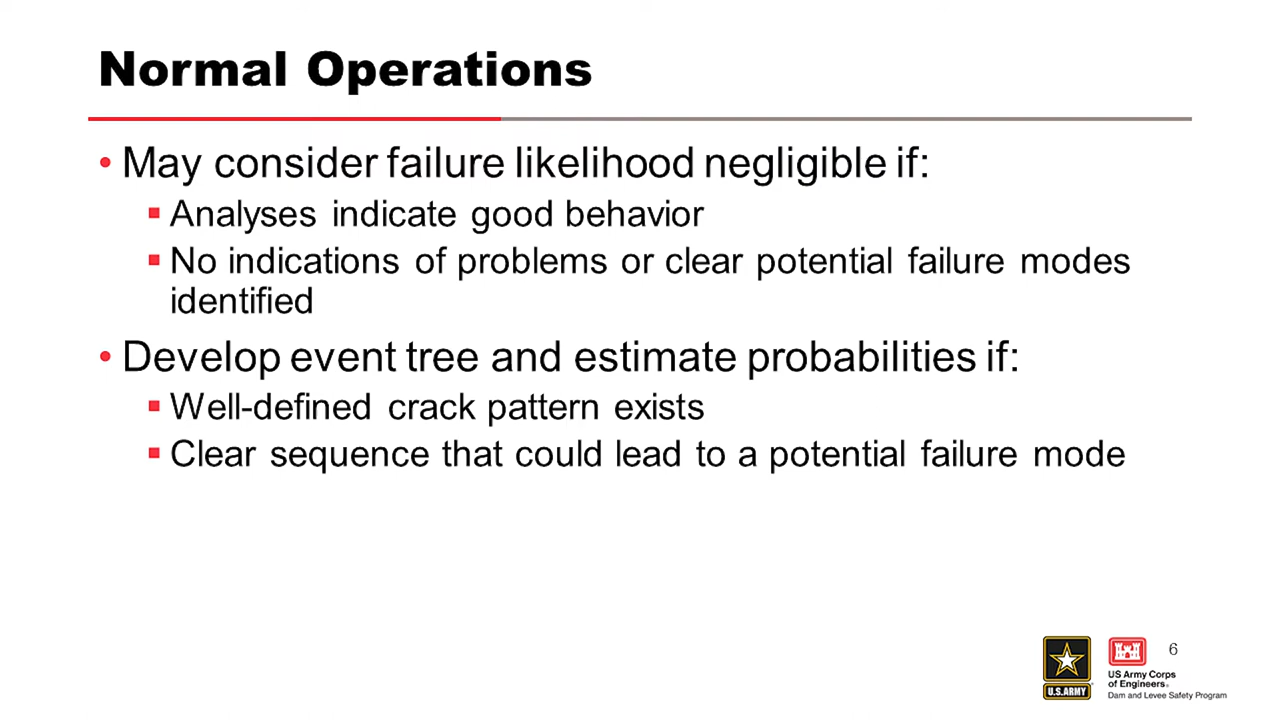 Normal Operations
• May consider failure likelihood negligible if:
▪ Analyses indicate good behavior
▪ No indications of problems or clear potential failure modes
identified
• Develop event tree and estimate probabilities if:
▪ Well-defined crack pattern exists
▪ Clear sequence that could lead to a potential failure mode
6
U.S.ARMY
US Army Corps
of Engineers®
Dam and Levee Safety Program